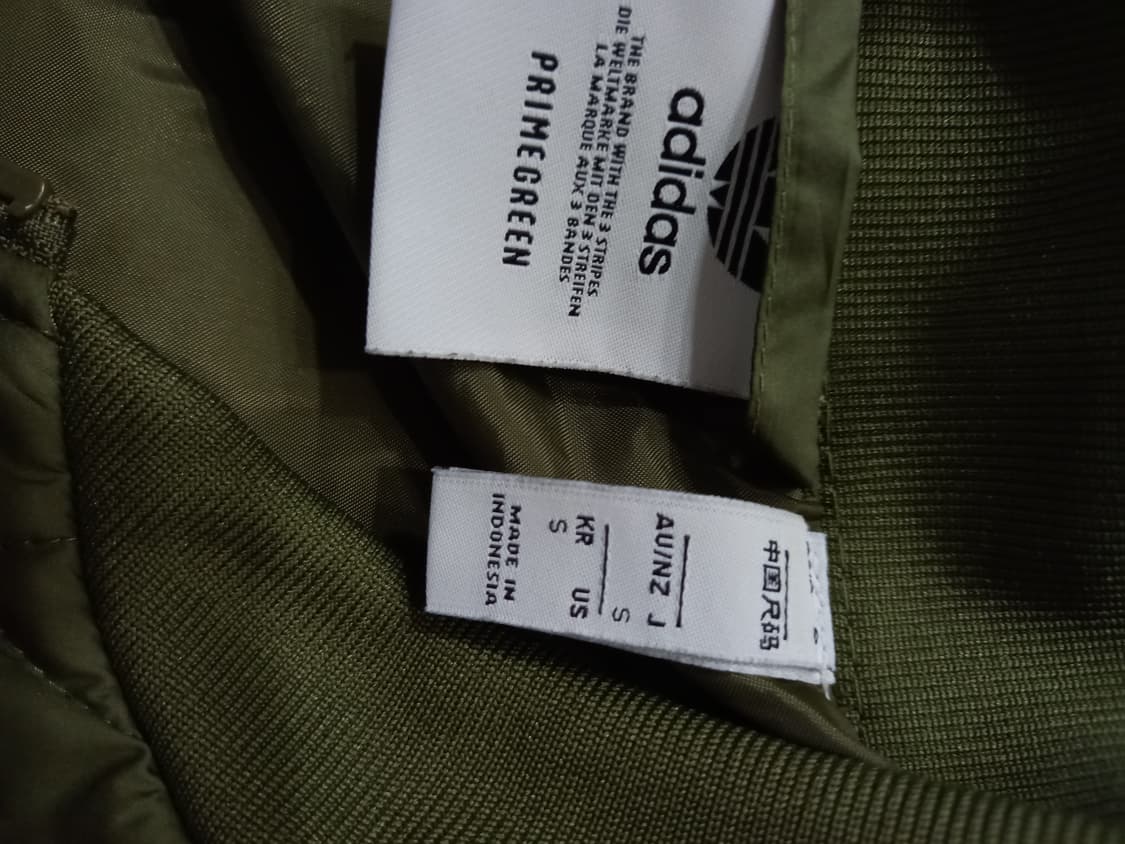 adidas
THE BRAND WITH THE 3 STRIPES
DIE WELTMARKE MIT DEN 3 STREIFEN
LA MARQUE AUX 3 BANDES
PRIMEGREEN
中国尺码
AU/NZ J
S
KR US
S
MADE IN
INDONESIA